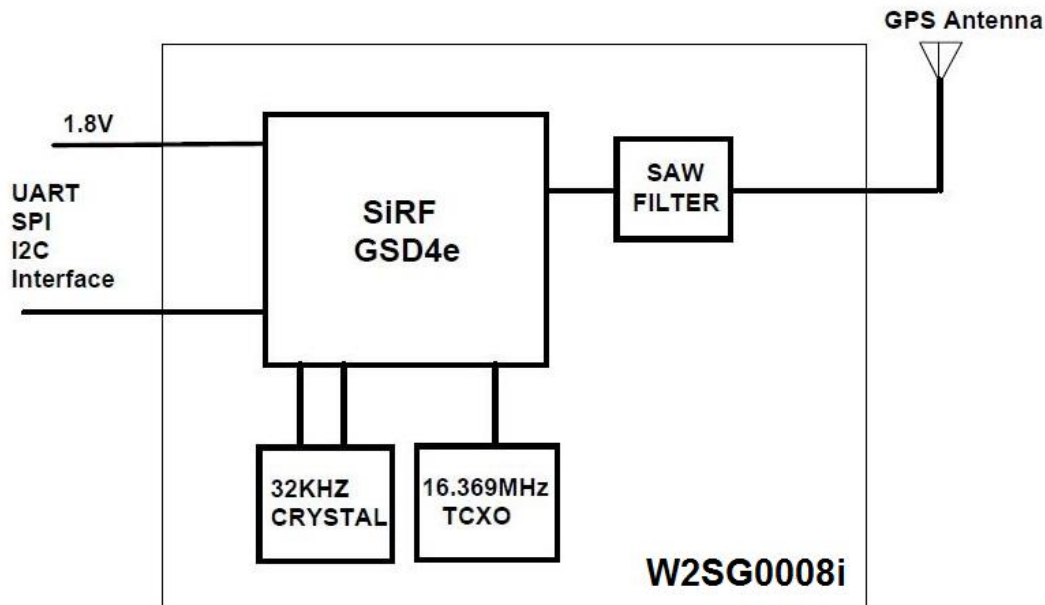 GPS Antenna
1.8V
UART
SPI
I2C
Interface
SiRF
GSD4e
SAW
FILTER
32KHZ
CRYSTAL
16.369MHz
TCXO
W2SG0008i